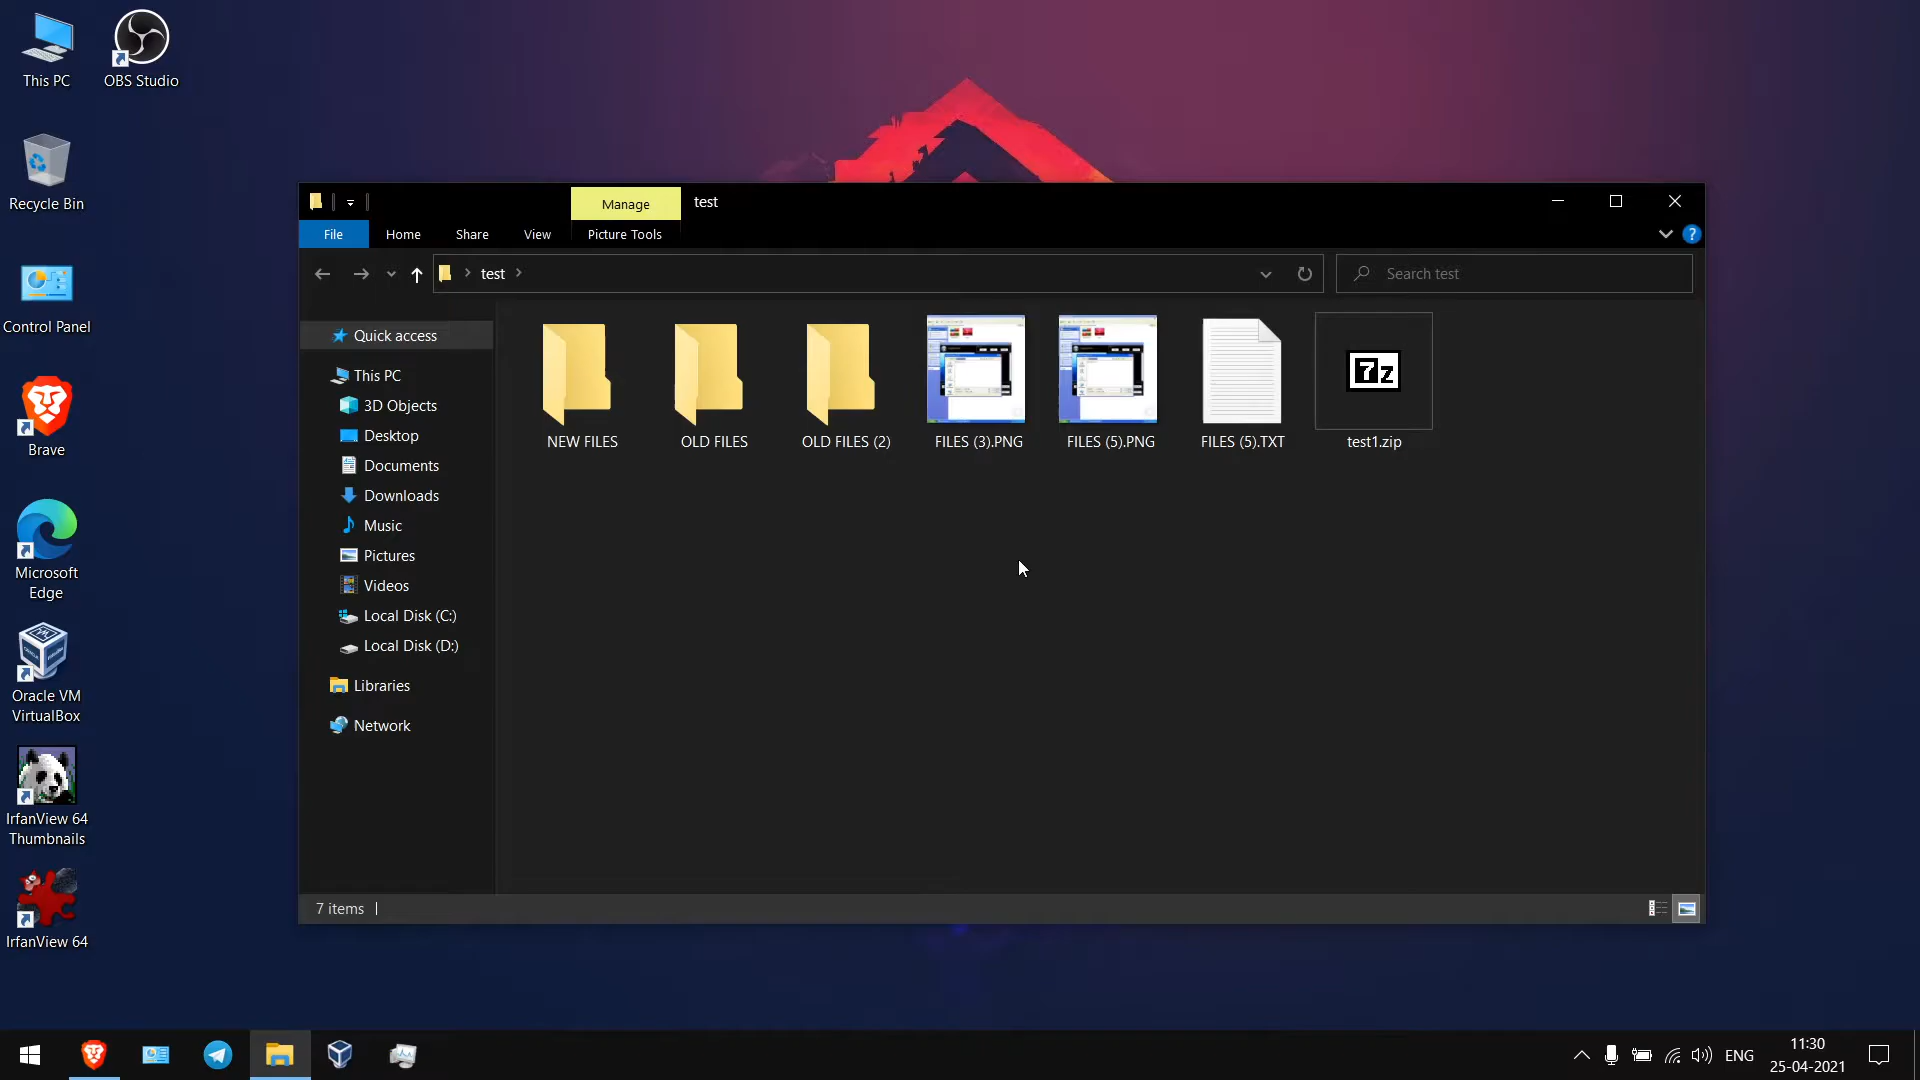 This PC
OBS Studio
Recycle Bin
Control Panel
Brave
Microsoft
Edge
Oracle VM
VirtualBox
IrfanView 64
Thumbnails
IrfanView 64
Manage
test
File
Home
Share
View
Picture Tools
?
test
Search test
Quick access
This PC
3D Objects
Desktop
Documents
Downloads
Music
Pictures
Videos
Local Disk (C:)
Local Disk (D:)
Libraries
Network
NEW FILES
OLD FILES
OLD FILES (2)
FILES (3).PNG
FILES (5).PNG
FILES (5).TXT
7z
test1.zip
7 items
ENG
11:30
25-04-2021